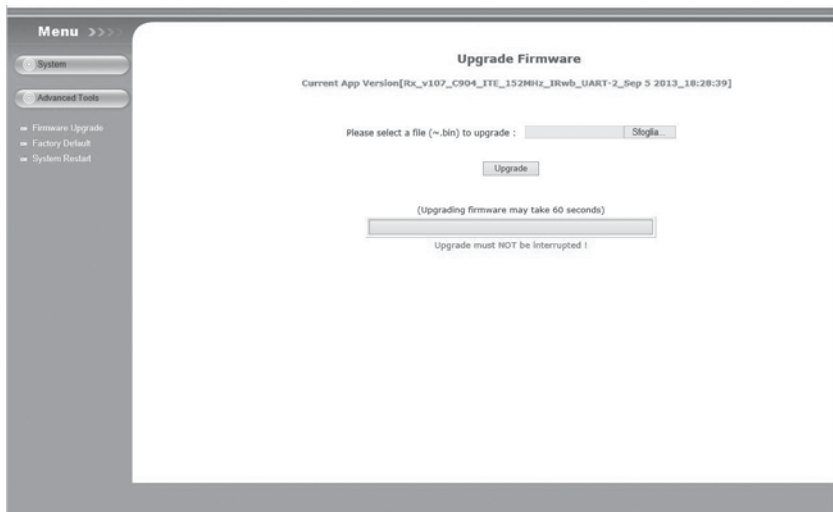 Menu >>>>
System
Advanced Tools
Firmware Upgrade
Factory Default
System Restart
Upgrade Firmware
Current App Version[Rx_v107_C904_ITE_152MHz_IRwb_UART-2_Sep 5 2013_18:28:39]
Please select a file (~.bin) to upgrade : Sfoglia...
Upgrade
(Upgrading firmware may take 60 seconds)
Upgrade must NOT be interrupted !